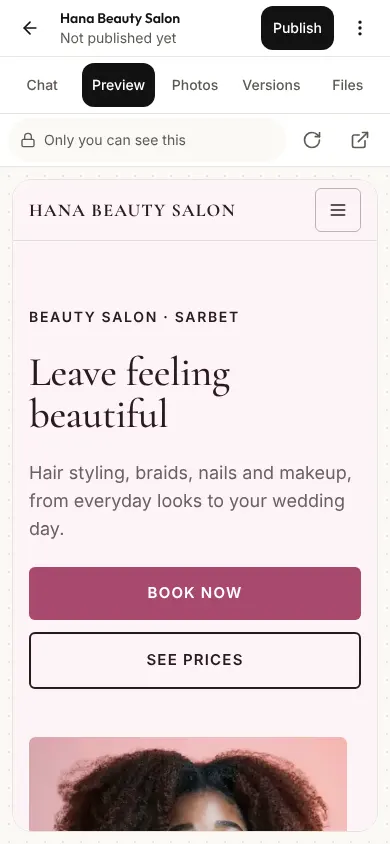 Hana Beauty Salon
Not published yet
Publish
Chat
Preview
Photos
Versions
Files
Only you can see this
HANA BEAUTY SALON
BEAUTY SALON · SARBET
Leave feeling
beautiful
Hair styling, braids, nails and makeup,
from everyday looks to your wedding
day.
BOOK NOW
SEE PRICES